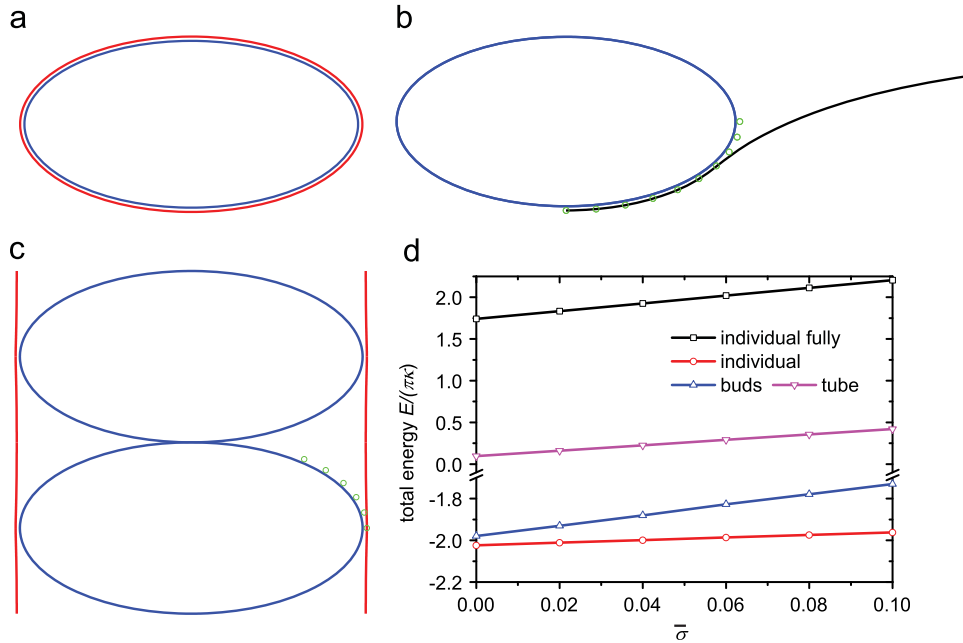 a
b
c
d
total energy E/(πκ)
2.0
1.5
1.0
0.5
0.0
-1.8
-2.0
-2.2
individual fully
individual
buds tube
0.00 0.02 0.04 0.06 0.08 0.10
σ̅